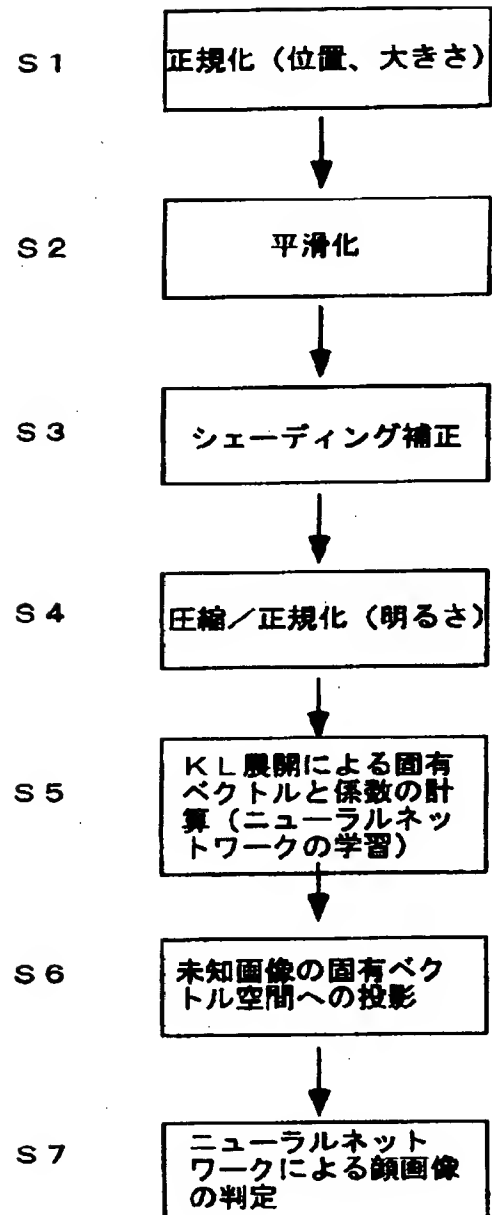 S1
正規化（位置、大きさ）
S2
平滑化
S3
シェーディング補正
S4
圧縮／正規化（明るさ）
S5
KL展開による固有
ベクトルと係数の計
算（ニューラルネッ
トワークの学習）
S6
未知画像の固有ベク
トル空間への投影
S7
ニューラルネット
ワークによる顔画像
の判定